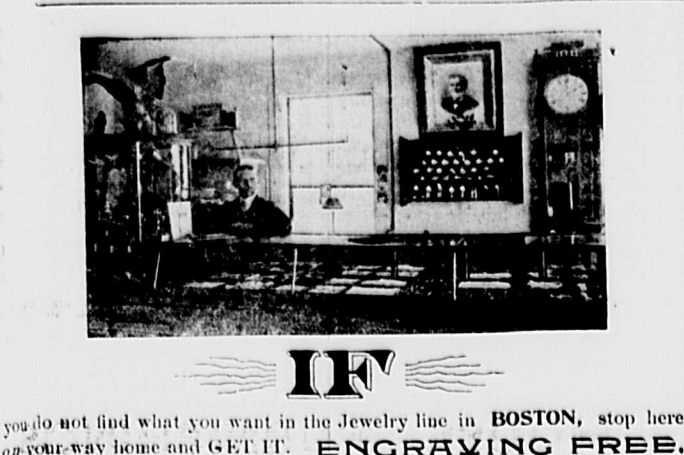 IF
you do not find what you want in the Jewelry line in BOSTON, stop here
on your way home and GET IT. ENGRAVING FREE.